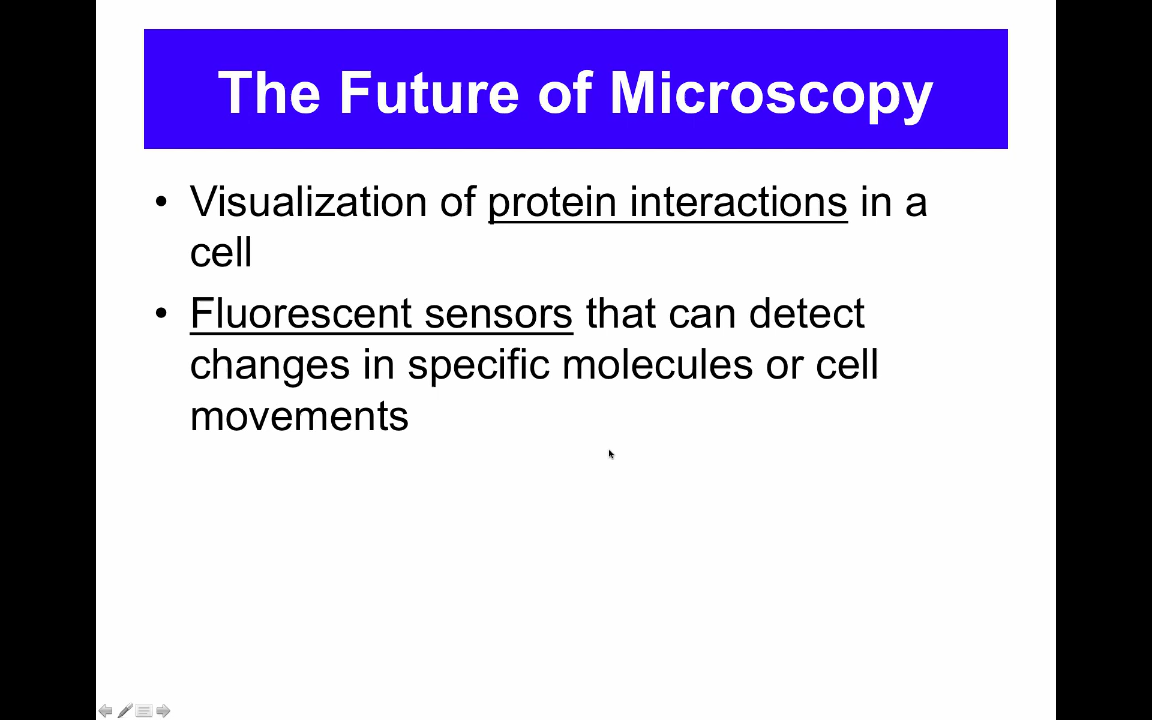 The Future of Microscopy
• Visualization of protein interactions in a
cell
• Fluorescent sensors that can detect
changes in specific molecules or cell
movements